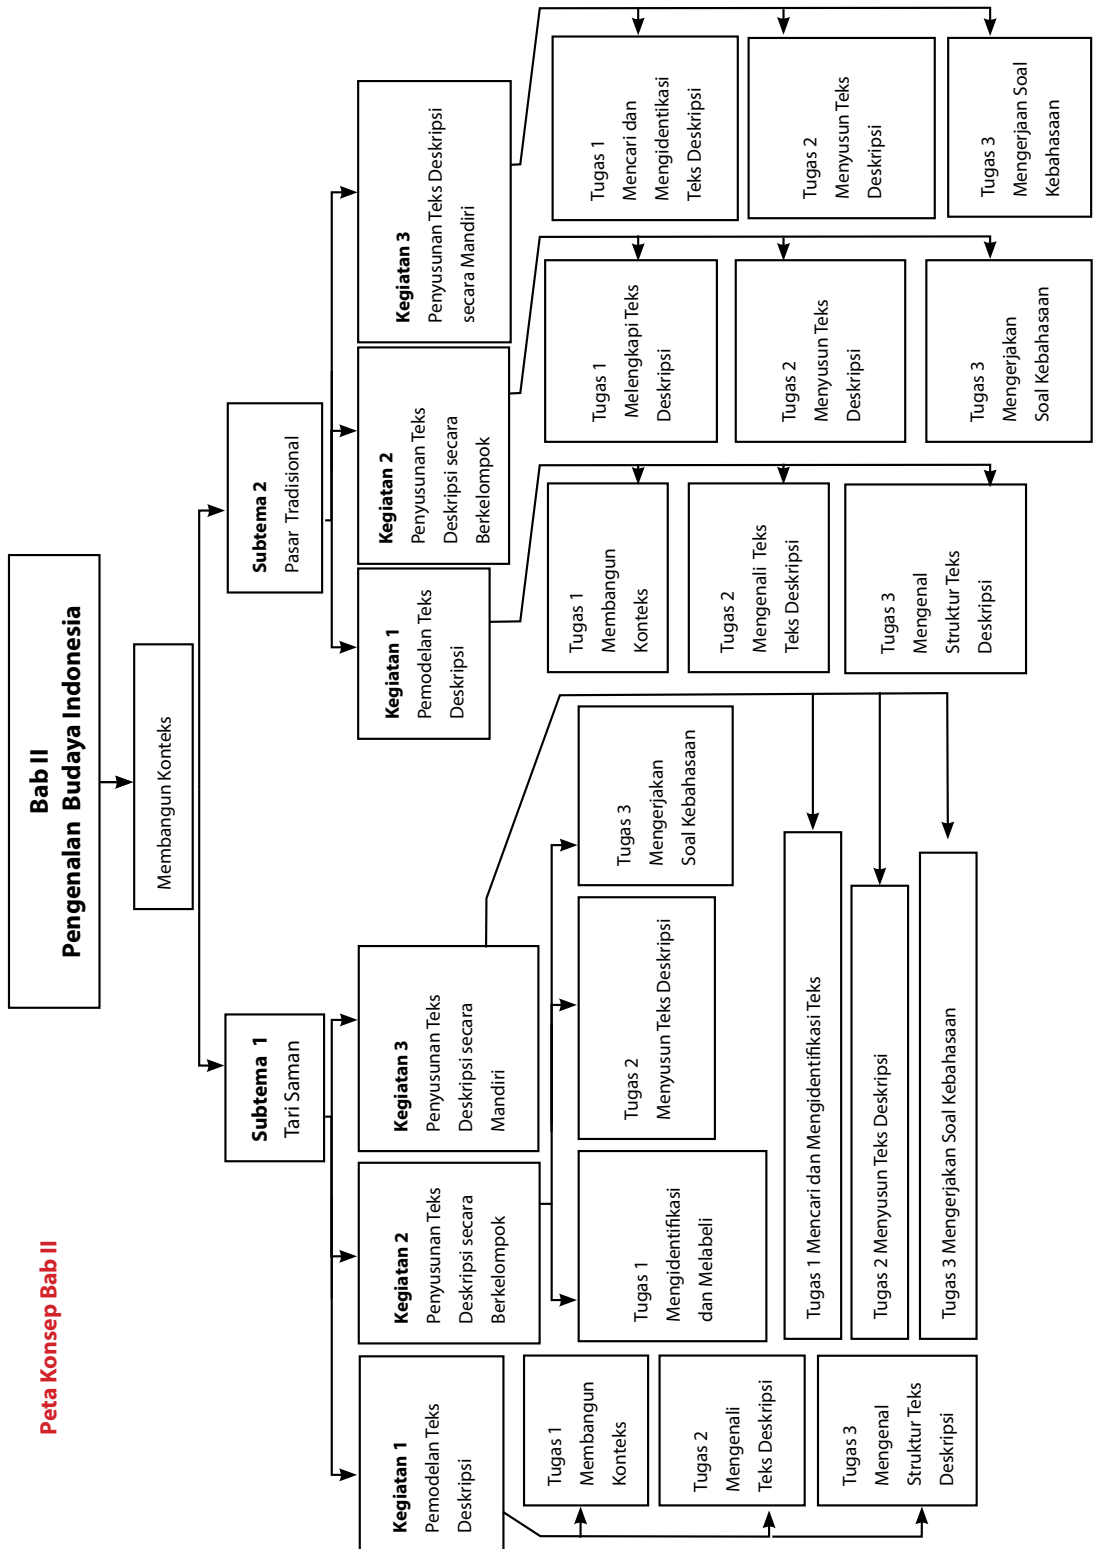 Peta Konsep Bab II
Bab II
Pengenalan Budaya Indonesia
Membangun Konteks
Subtema 1
Tari Saman
Kegiatan 1
Pemodelan Teks
Deskripsi
Tugas 1
Membangun
Konteks
Tugas 2
Mengenali
Teks Deskripsi
Tugas 3
Mengenal
Struktur Teks
Deskripsi
Kegiatan 2
Penyusunan Teks
Deskripsi secara
Berkelompok
Tugas 1
Mengidentifikasi
dan Melabeli
Tugas 2
Menyusun Teks Deskripsi
Tugas 3
Mengerjakan
Soal Kebahasaan
Kegiatan 3
Penyusunan Teks
Deskripsi secara
Mandiri
Tugas 1 Mencari dan Mengidentifikasi Teks
Tugas 2 Menyusun Teks Deskripsi
Tugas 3 Mengerjakan Soal Kebahasaan
Subtema 2
Pasar Tradisional
Kegiatan 1
Pemodelan Teks
Deskripsi
Tugas 1
Membangun
Konteks
Tugas 2
Mengenali Teks
Teks Deskripsi
Tugas 3
Mengenal
Struktur Teks
Deskripsi
Kegiatan 2
Penyusunan Teks
Deskripsi secara
Berkelompok
Tugas 1
Melengkapi Teks
Deskripsi
Tugas 2
Menyusun Teks
Deskripsi
Tugas 3
Mengerjakan
Soal Kebahasaan
Kegiatan 3
Penyusunan Teks Deskripsi
secara Mandiri
Tugas 1
Mencari dan
Mengidentikasi
Teks Deskripsi
Tugas 2
Menyusun Teks
Deskripsi
Tugas 3
Mengerjaan Soal
Kebahasaan